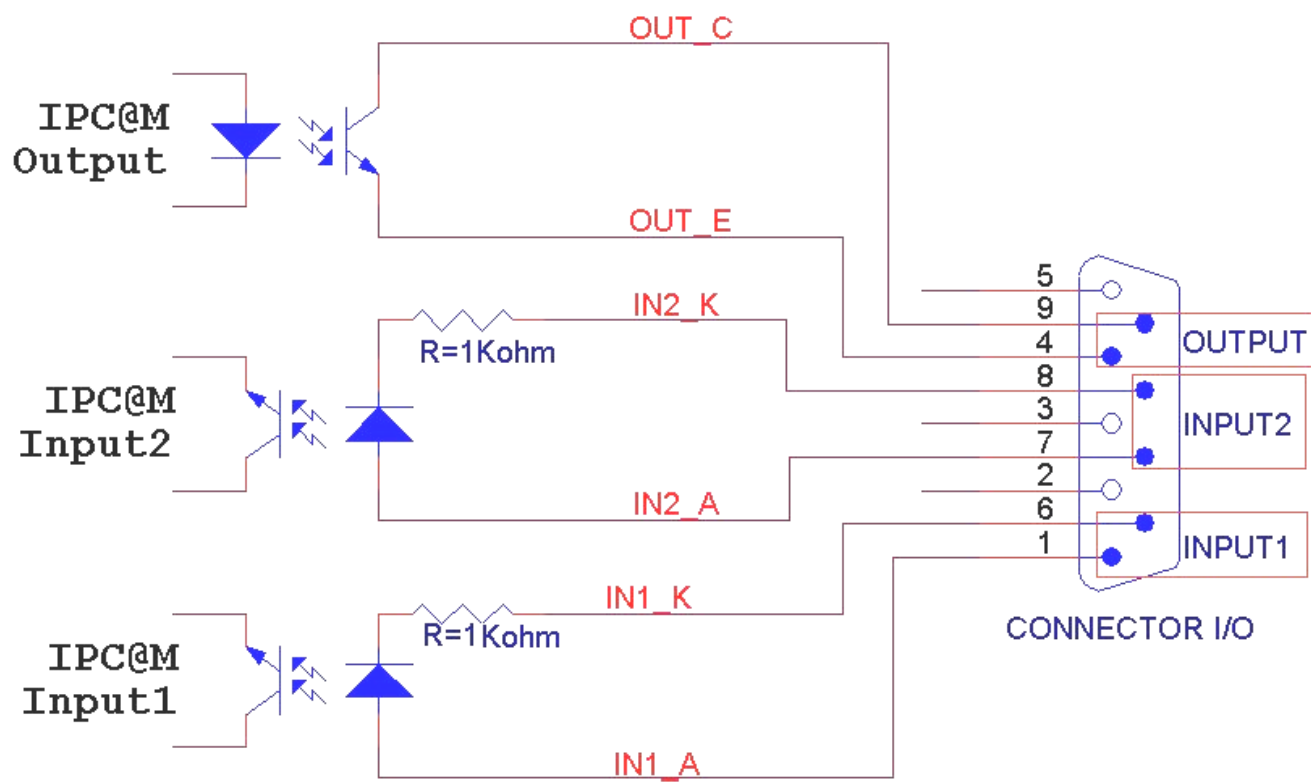 OUT_C
IPC@M
Output
OUT_E
5
9
4
8
3
7
2
6
1
OUTPUT
INPUT2
INPUT1
CONNECTOR I/O
IN2_K
R=1Kohm
IPC@M
Input2
IN2_A
IN1_K
R=1Kohm
IPC@M
Input1
IN1_A